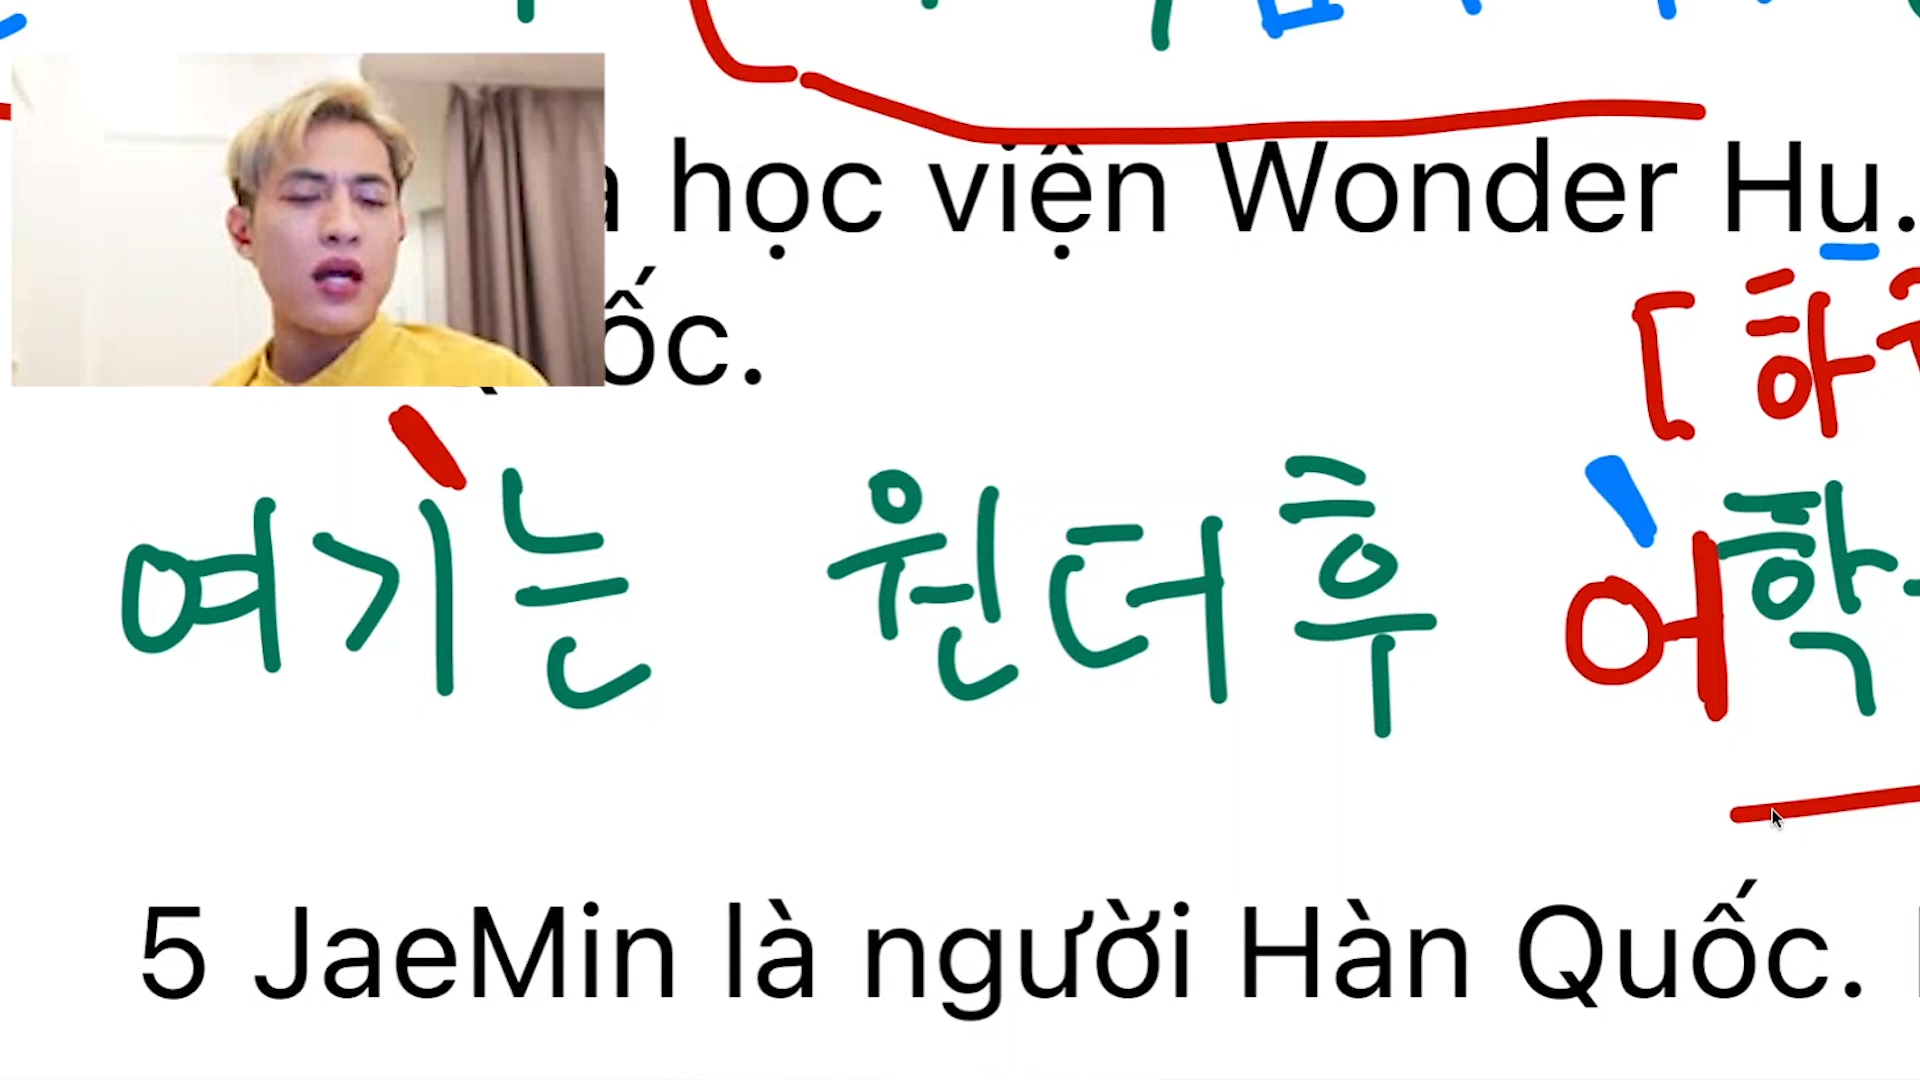 học viện Wonder Hu.
ốc.
[ 하
여기는 원더후 어학
5 JaeMin là người Hàn Quốc.